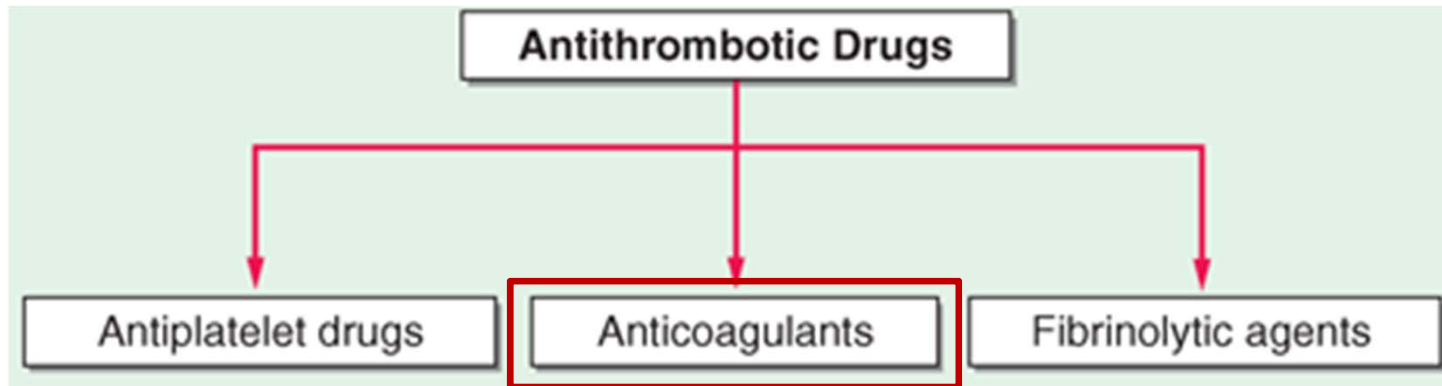 Antithrombotic Drugs
Antiplatelet drugs
Anticoagulants
Fibrinolytic agents